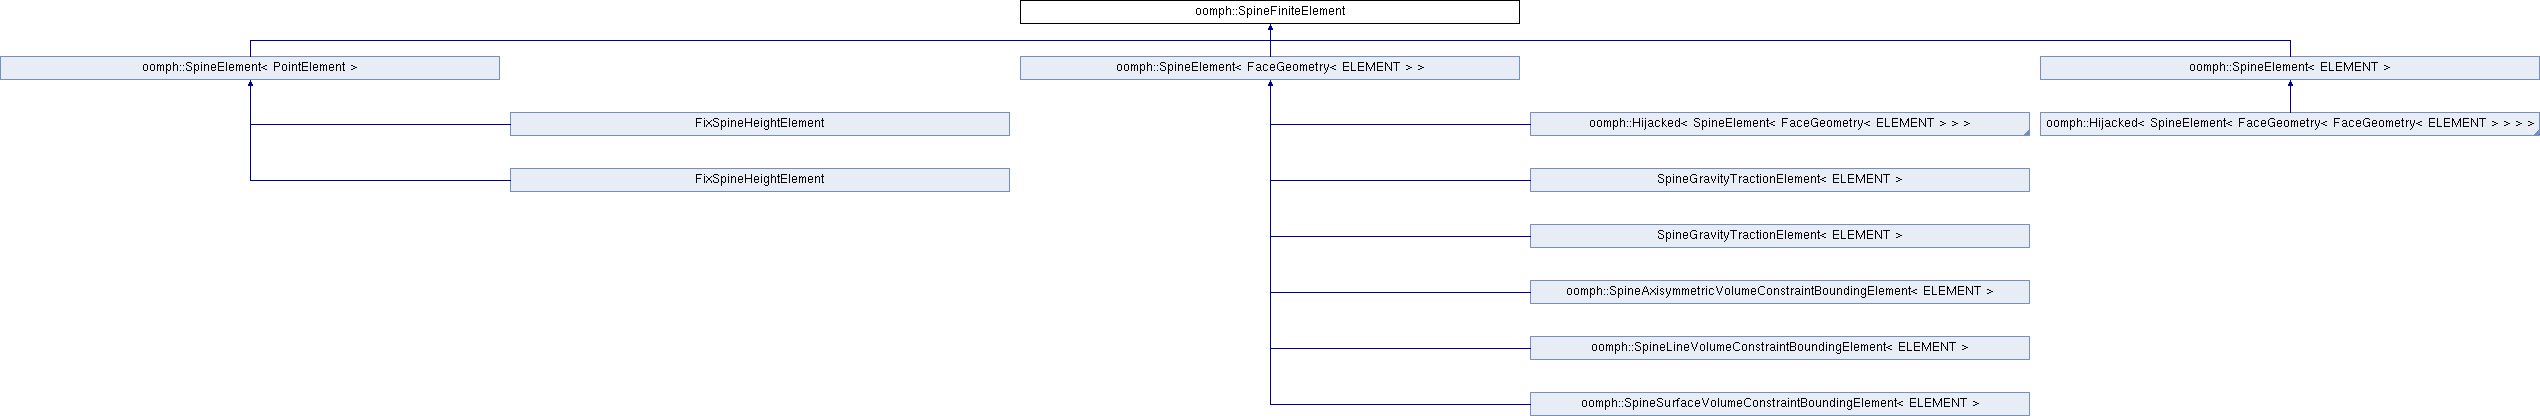 oomph::SpineFiniteElement
oomph::SpineElement< PointElement >
oomph::SpineElement< FaceGeometry< ELEMENT > >
oomph::SpineElement< ELEMENT >
FixSpineHeightElement
oomph::Hijacked< SpineElement< FaceGeometry< ELEMENT > > >
oomph::Hijacked< SpineElement< FaceGeometry< FaceGeometry< ELEMENT > > > >
FixSpineHeightElement
SpineGravityTractionElement< ELEMENT >
SpineGravityTractionElement< ELEMENT >
oomph::SpineAxisymmetricVolumeConstraintBoundingElement< ELEMENT >
oomph::SpineLineVolumeConstraintBoundingElement< ELEMENT >
oomph::SpineSurfaceVolumeConstraintBoundingElement< ELEMENT >